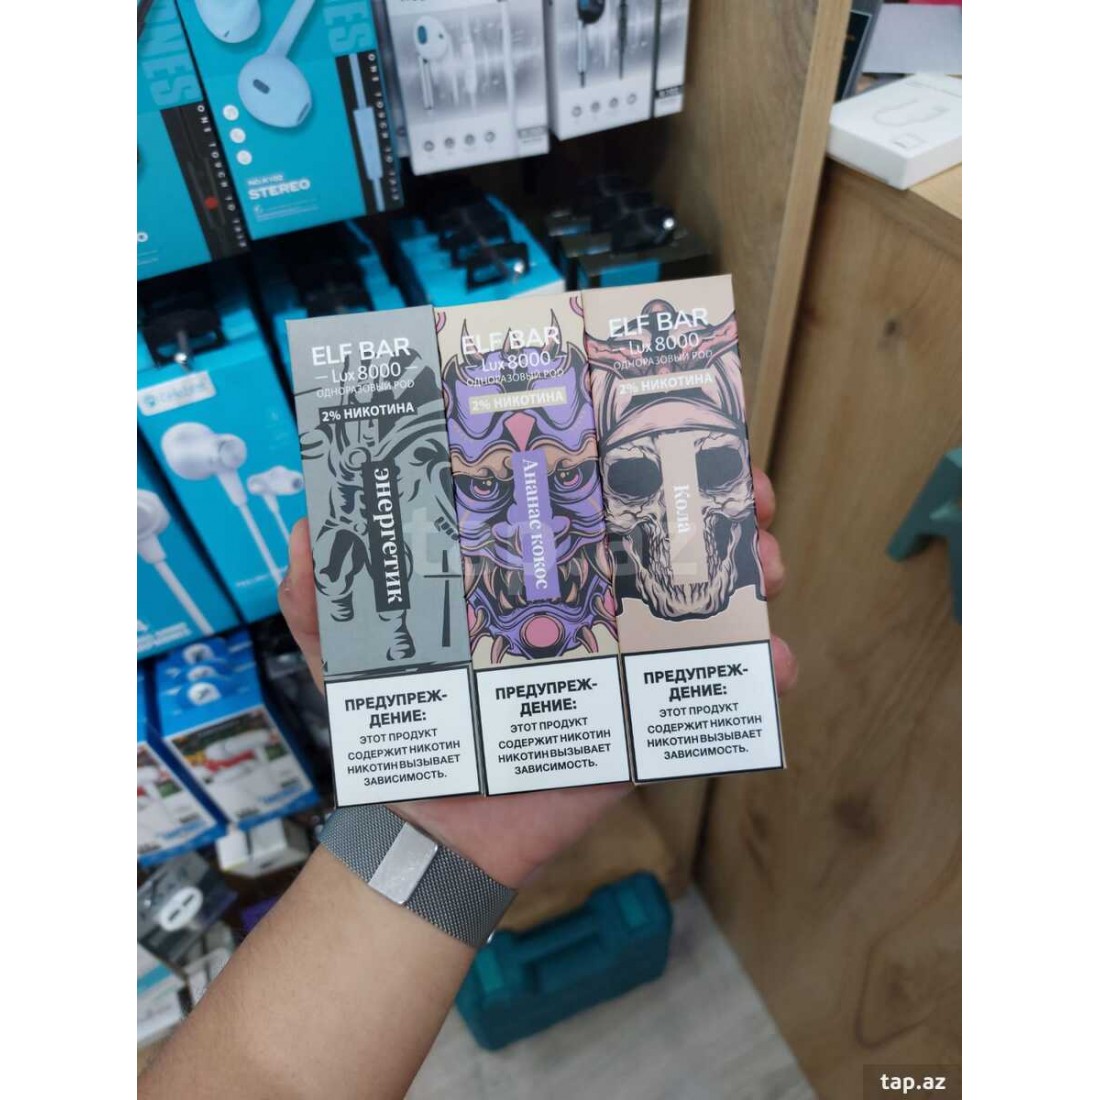 STEREO
ELF BAR
Lux 8000
ОДНОРАЗОВЫЙ POD
2% НИКОТИНА
энергетик
ПРЕДУПРЕЖ-
ДЕНИЕ:
ЭТОТ ПРОДУКТ
СОДЕРЖИТ НИКОТИН
НИКОТИН ВЫЗЫВАЕТ
ЗАВИСИМОСТЬ.
ELF BAR
Lux 8000
ОДНОРАЗОВЫЙ POD
2% НИКОТИНА
Ананас кокос
ПРЕДУПРЕЖ-
ДЕНИЕ:
ЭТОТ ПРОДУКТ
СОДЕРЖИТ НИКОТИН
НИКОТИН ВЫЗЫВАЕТ
ЗАВИСИМОСТЬ.
ELF BAR
Lux 8000
ОДНОРАЗОВЫЙ POD
2% НИКОТИНА
Кола
ПРЕДУПРЕЖ-
ДЕНИЕ:
ЭТОТ ПРОДУКТ
СОДЕРЖИТ НИКОТИН
НИКОТИН ВЫЗЫВАЕТ
ЗАВИСИМОСТЬ.
tap.az
tap.az